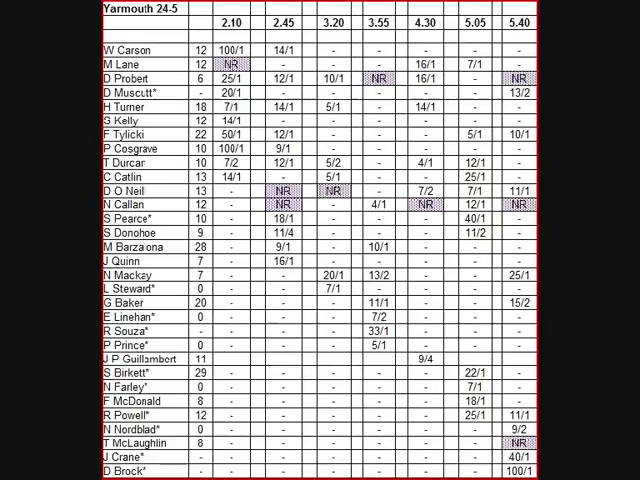 Yarmouth 24-5
2.10 2.45 3.20 3.55 4.30 5.05 5.40
W Carson 12 100/1 14/1 - - - - -
M Lane 12 NR - - - 16/1 7/1 -
D Probert 6 25/1 12/1 10/1 NR 16/1 - NR
D Muscutt* - 20/1 - - - - - 13/2
H Turner 18 7/1 14/1 5/1 - 14/1 - -
S Kelly 12 14/1 - - - - - -
F Tylicki 22 50/1 12/1 - - - 5/1 10/1
P Cosgrave 10 100/1 9/1 - - - - -
T Durcan 10 7/2 12/1 5/2 - 4/1 12/1 -
C Catlin 13 14/1 - 5/1 - - 25/1 -
D O Neil 13 - NR NR - 7/2 7/1 11/1
N Callan 12 - NR - 4/1 NR 12/1 NR
S Pearce* 10 - 18/1 - - - 40/1 -
S Donohoe 9 - 11/4 - - - 11/2 -
M Barzalona 28 - 9/1 - 10/1 - - -
J Quinn 7 - 16/1 - - - - -
N Mackay 7 - - 20/1 13/2 - - 25/1
L Steward* 0 - - 7/1 - - - -
G Baker 20 - - - 11/1 - - 15/2
E Linehan* 0 - - - 7/2 - - -
R Souza* - - - - 33/1 - - -
P Prince* - - - - 5/1 - - -
J P Guillambert 11 9/4
S Birkett* 29 - - - - - 22/1 -
N Farley* 0 - - - - - 7/1 -
F McDonald 8 - - - - - 18/1 -
R Powell* 12 - - - - - 25/1 11/1
N Nordblad* 0 - - - - - - 9/2
T McLaughlin 8 - - - - - - NR
J Crane* - - - - - - - 40/1
D Brock* - - - - - - - 100/1